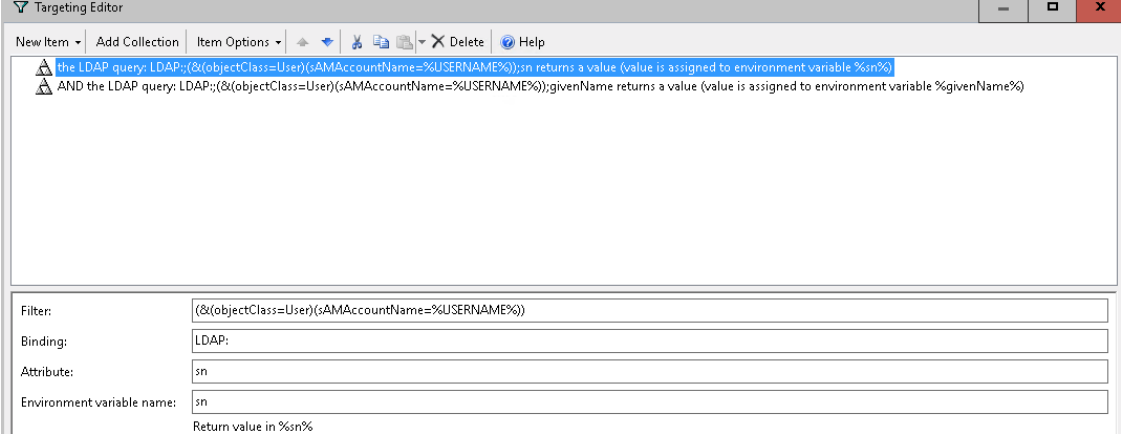 Targeting Editor
New Item Add Collection Item Options Delete Help
the LDAP query: LDAP:;(&(objectClass=User)(sAMAccountName=%USERNAME%));sn returns a value (value is assigned to environment variable %sn%)
AND the LDAP query: LDAP:;(&(objectClass=User)(sAMAccountName=%USERNAME%));givenName returns a value (value is assigned to environment variable %givenName%)
Filter: (&(objectClass=User)(sAMAccountName=%USERNAME%))
Binding: LDAP:
Attribute: sn
Environment variable name: sn
Return value in %sn%